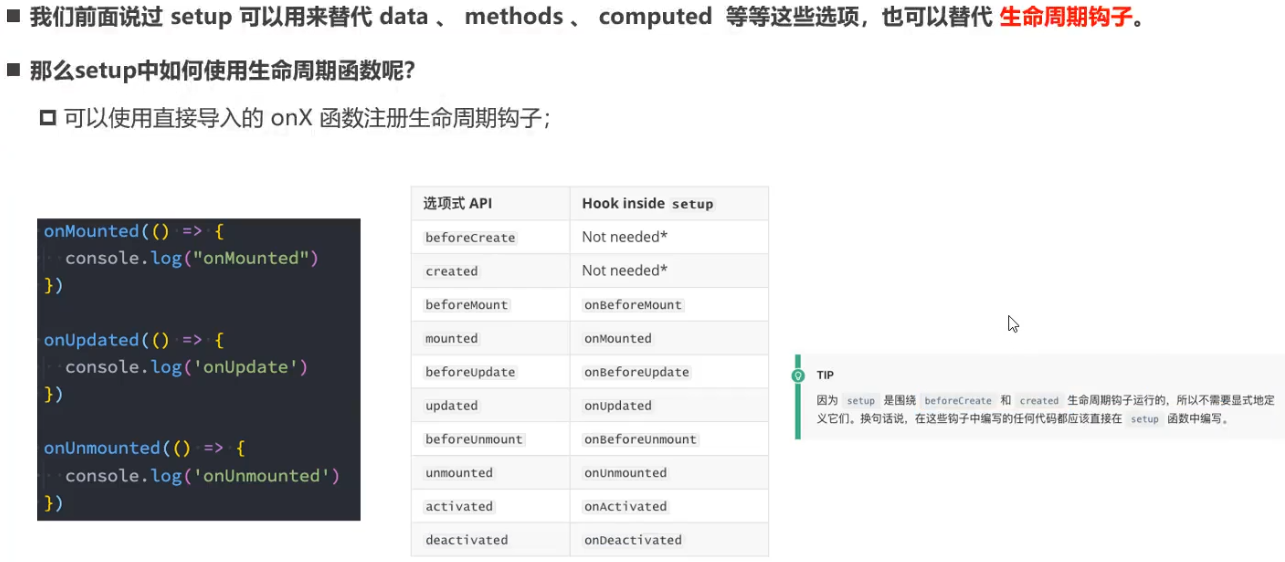 我们前面说过 setup 可以用来替代 data 、 methods 、 computed 等等这些选项，也可以替代 生命周期钩子。
那么setup中如何使用生命周期函数呢？
可以使用直接导入的 onX 函数注册生命周期钩子；
onMounted(() => {
console.log("onMounted")
})
onUpdated(() => {
console.log('onUpdate')
})
onUnmounted(() => {
console.log('onUnmounted')
})
选项式 API Hook inside setup
beforeCreate Not needed*
created Not needed*
beforeMount onBeforeMount
mounted onMounted
beforeUpdate onBeforeUpdate
updated onUpdated
beforeUnmount onBeforeUnmount
unmounted onUnmounted
activated onActivated
deactivated onDeactivated
TIP
因为 setup 是围绕 beforeCreate 和 created 生命周期钩子运行的，所以不需要显式地定
义它们。换句话说，在这些钩子中编写的任何代码都应该直接在 setup 函数中编写。